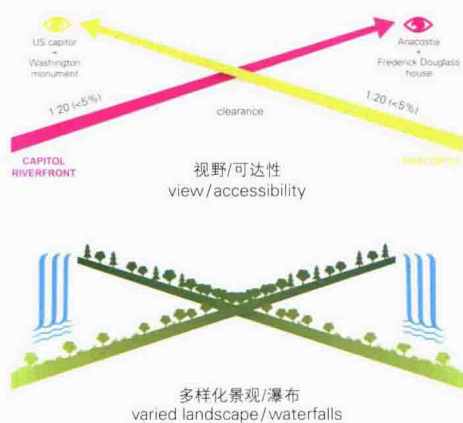 US capitor
+
Washington
monument
Anacostia
+
Frederick Douglass
house
1:20 (<5%)
clearance
1:20 (<5%)
CAPITOL
RIVERFRONT
视野/可达性
view/accessibility
多样化景观/瀑布
varied landscape/waterfalls